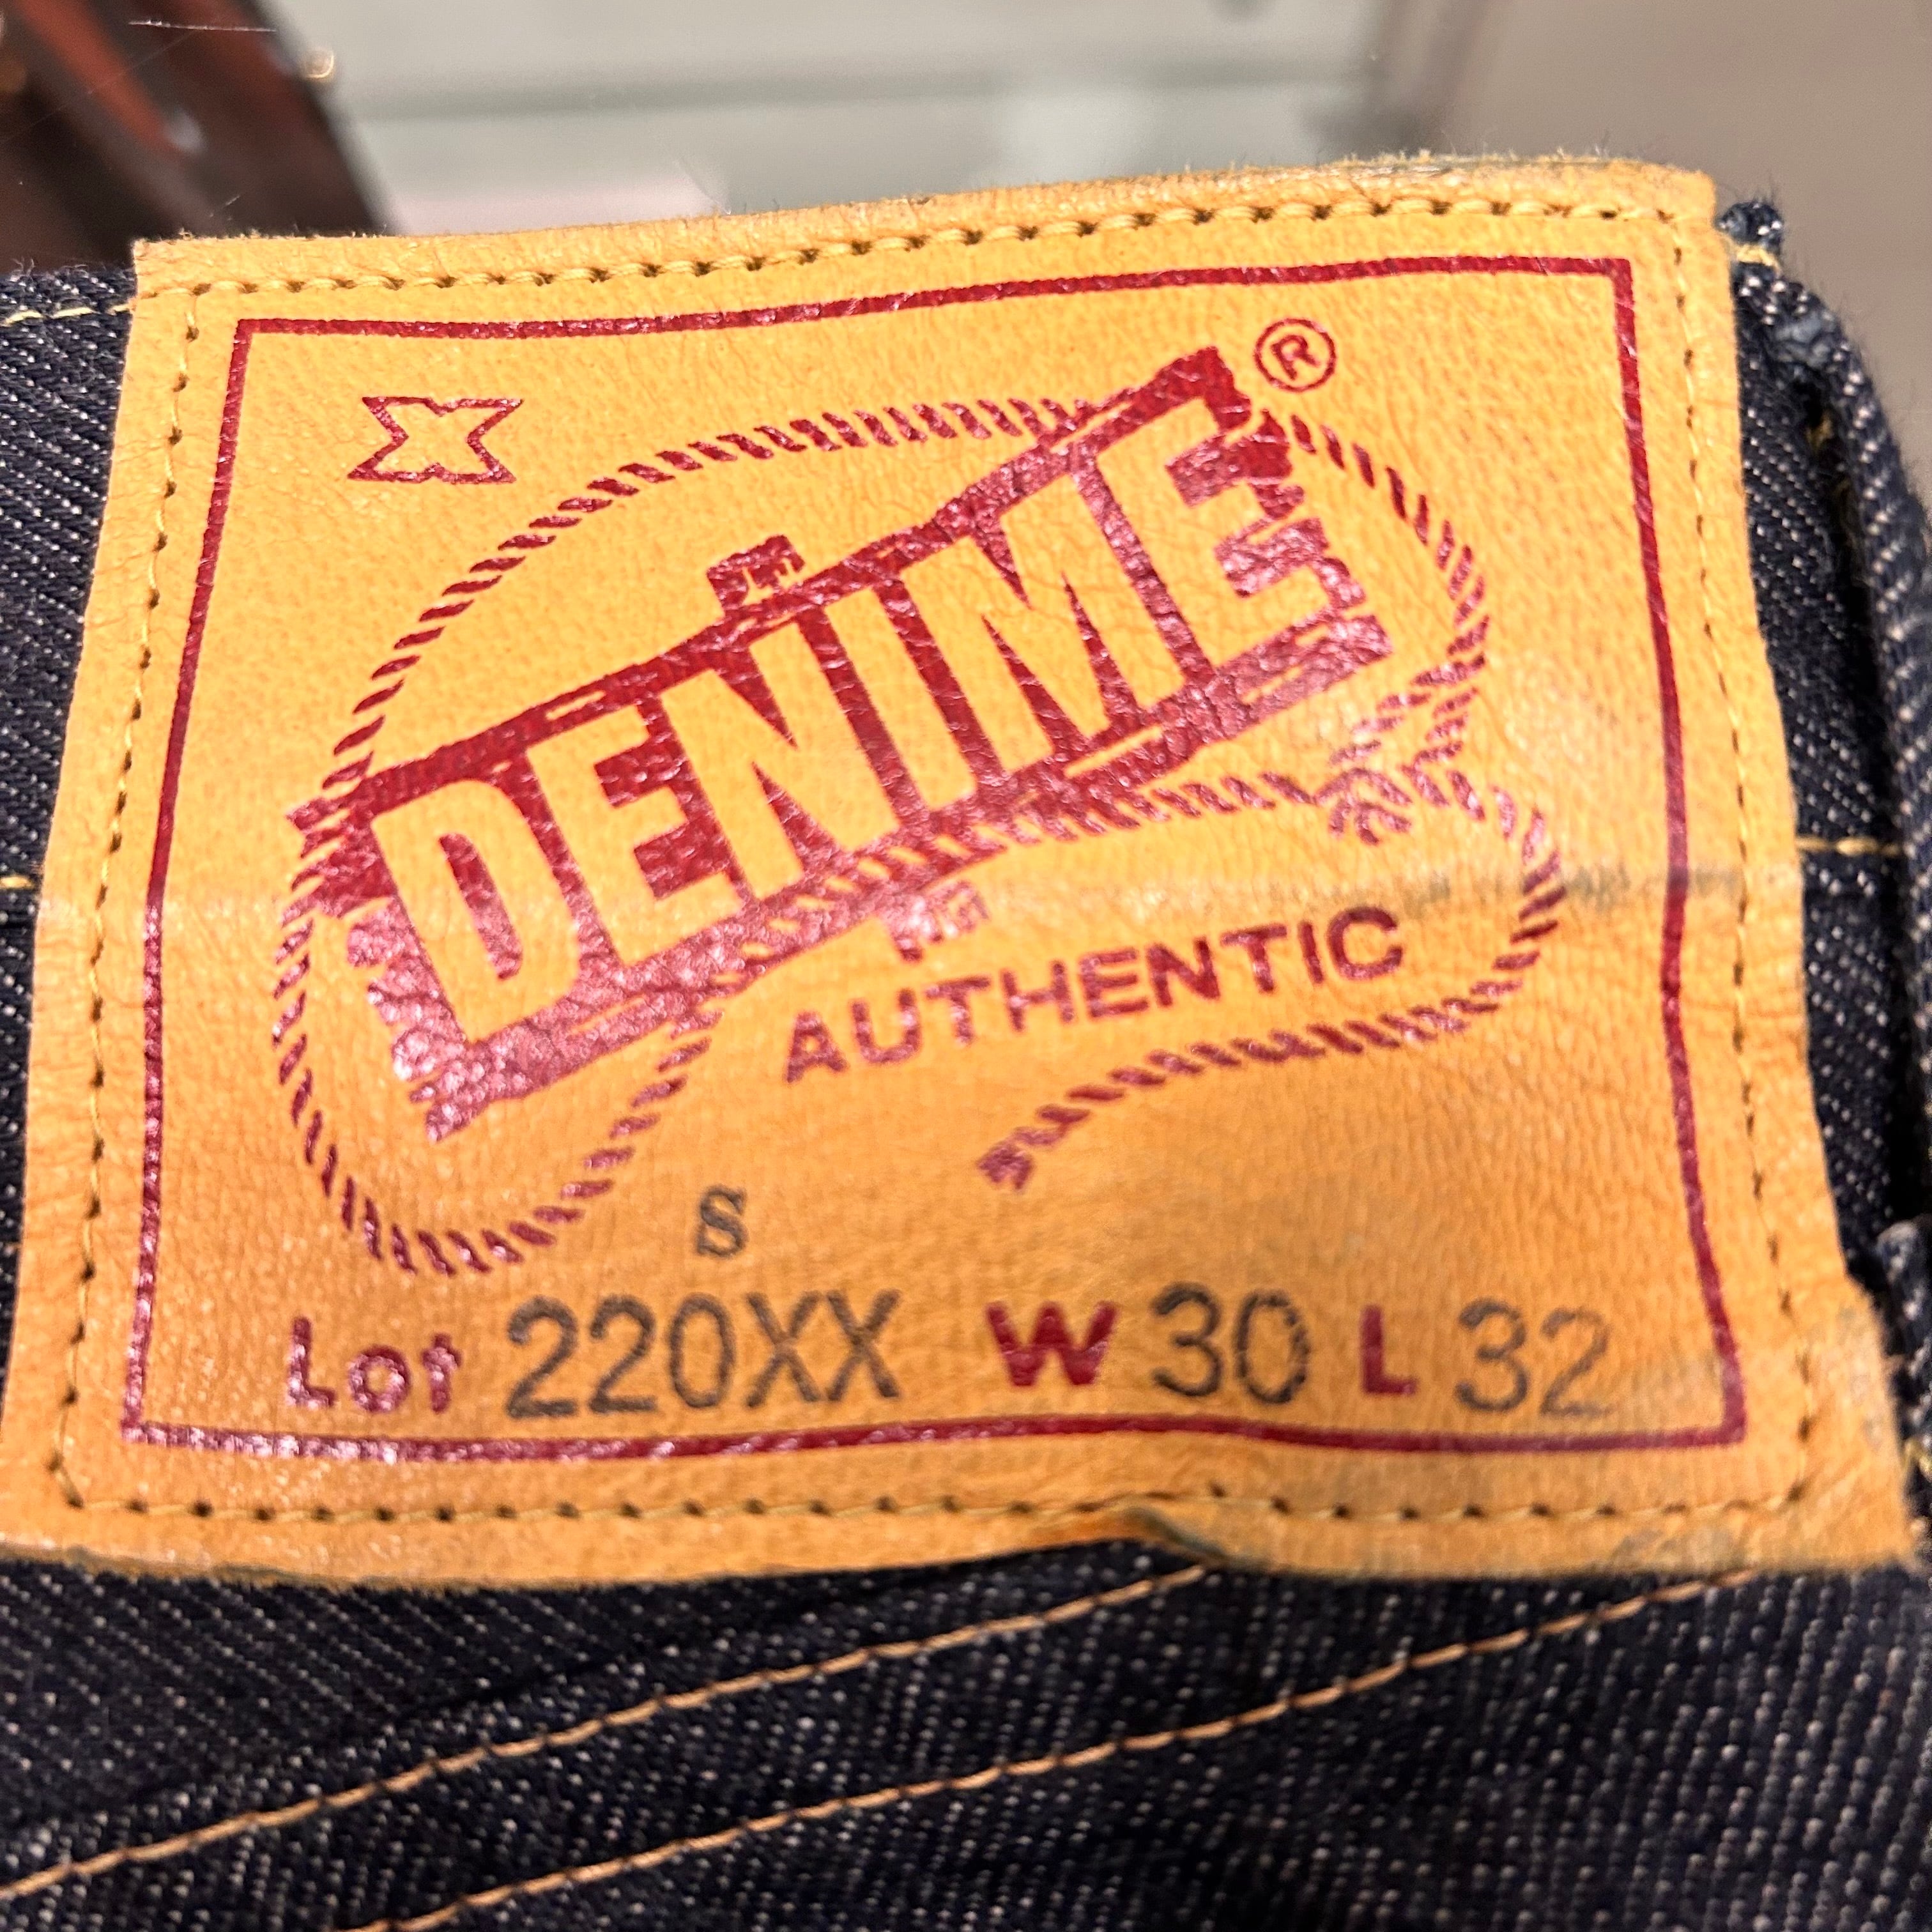 X
DENIME ®
AUTHENTIC
S
Lot 220XX W 30 L 32